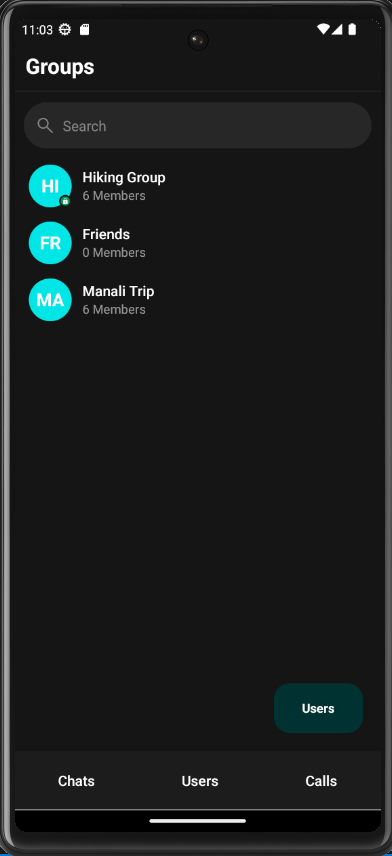 11:03
Groups
Search
HI
Hiking Group
6 Members
FR
Friends
0 Members
MA
Manali Trip
6 Members
Users
Chats
Users
Calls